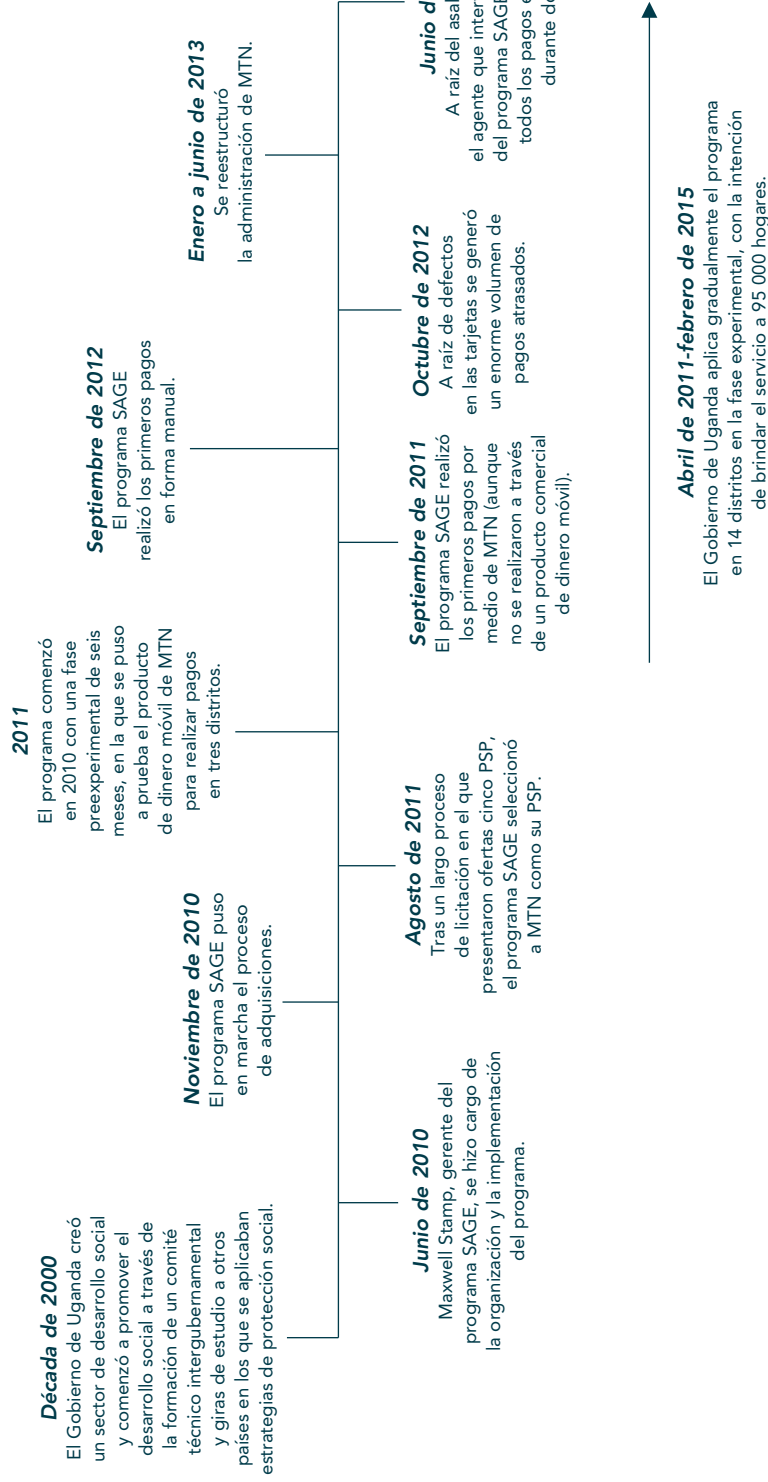 Década de 2000
El Gobierno de Uganda creó
un sector de desarrollo social
y comenzó a promover el
desarrollo social a través de
la formación de un comité
técnico intergubernamental
y giras de estudio a otros
países en los que se aplicaban
estrategias de protección social.
Junio de 2010
Maxwell Stamp, gerente del
programa SAGE, se hizo cargo de
la organización y la implementación
del programa.
Noviembre de 2010
El programa SAGE puso
en marcha el proceso
de adquisiciones.
Agosto de 2011
Tras un largo proceso
de licitación en el que
presentaron ofertas cinco PSP,
el programa SAGE seleccionó
a MTN como su PSP.
2011
El programa comenzó
en 2010 con una fase
preexperimental de seis
meses, en la que se puso
a prueba el producto
de dinero móvil de MTN
para realizar pagos
en tres distritos.
Septiembre de 2011
El programa SAGE realizó
los primeros pagos por
medio de MTN (aunque
no se realizaron a través
de un producto comercial
de dinero móvil).
Septiembre de 2012
El programa SAGE
realizó los primeros pagos
en forma manual.
Octubre de 2012
A raíz de defectos
en las tarjetas se generó
un enorme volumen de
pagos atrasados.
Enero a junio de 2013
Se reestructuró
la administración de MTN.
Junio d
A raíz del asal
el agente que inter
del programa SAGE
todos los pagos e
durante do
Abril de 2011-febrero de 2015
El Gobierno de Uganda aplica gradualmente el programa
en 14 distritos en la fase experimental, con la intención
de brindar el servicio a 95 000 hogares.